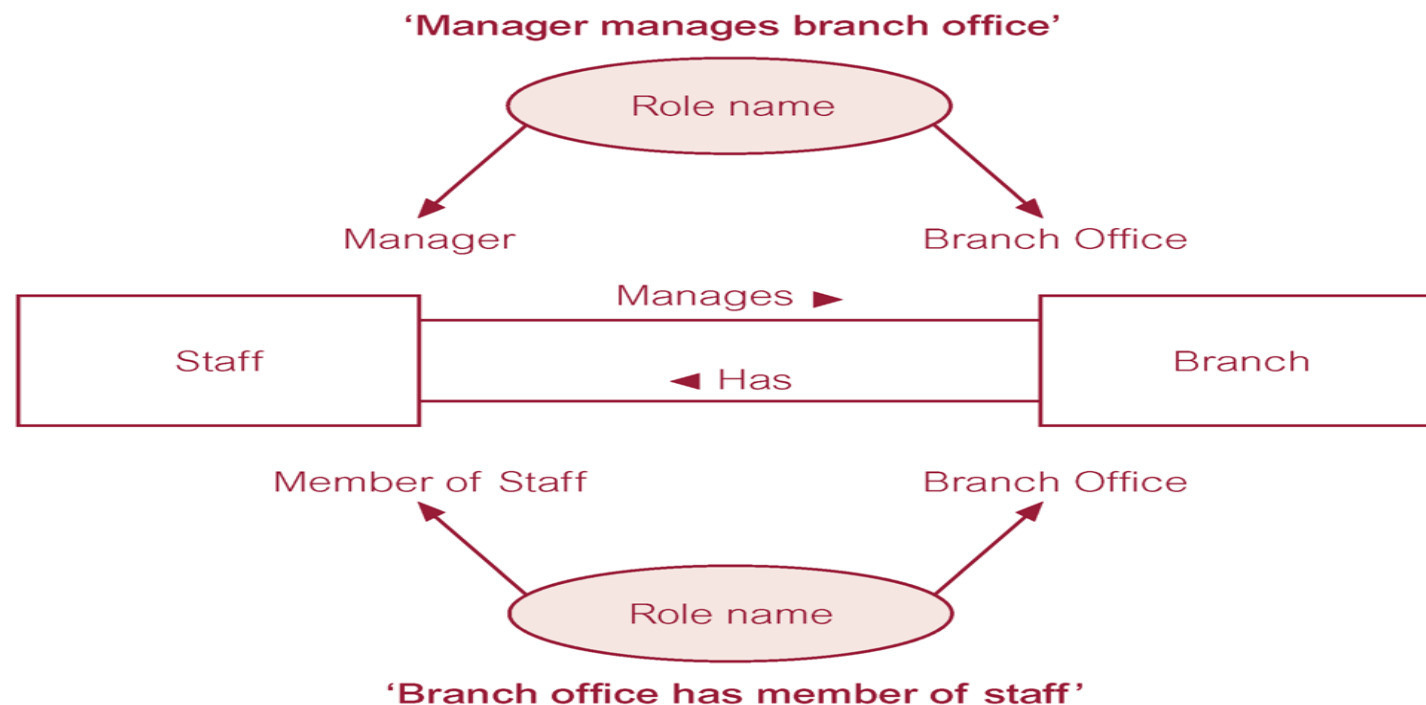 ‘Manager manages branch office’
Role name
Manager
Branch Office
Manages ►
Staff
Branch
◄ Has
Member of Staff
Branch Office
Role name
‘Branch office has member of staff’